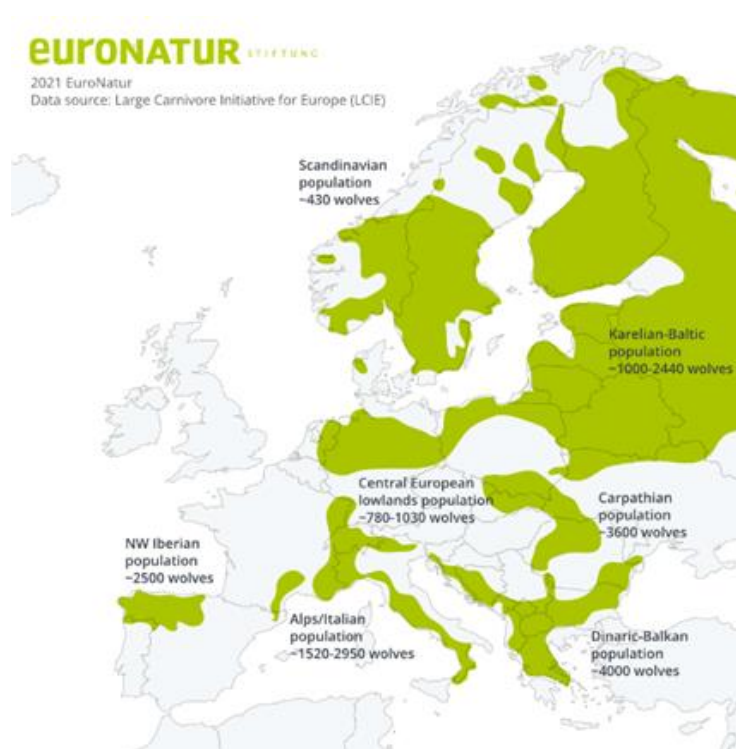 euroNATUR STIFTUNG
2021 EuroNatur
Data source: Large Carnivore Initiative for Europe (LCIE)
Scandinavian
population
~430 wolves
Karelian-Baltic
population
~1000-2440 wolves
Central European
lowlands population
~780-1030 wolves
Carpathian
population
~3600 wolves
NW Iberian
population
~2500 wolves
Alps/Italian
population
~1520-2950 wolves
Dinaric-Balkan
population
~4000 wolves